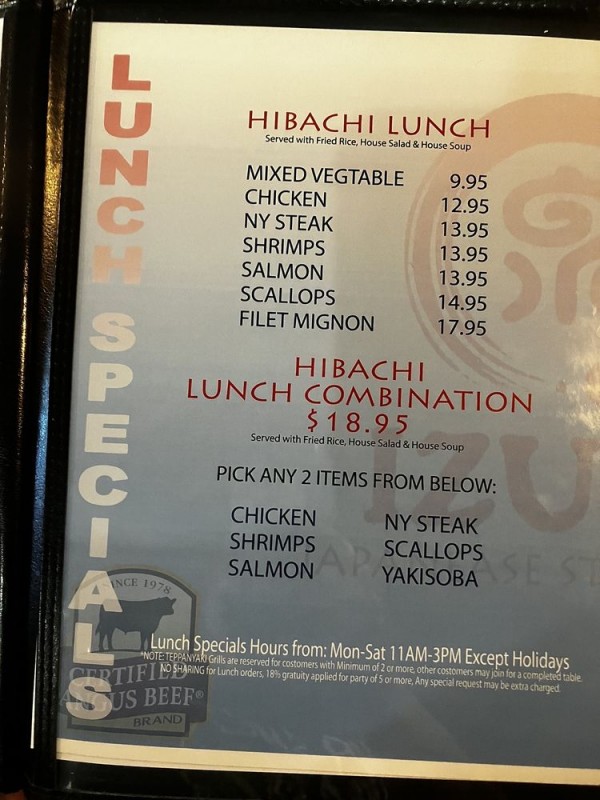 LUNCH SPECIALS
HIBACHI LUNCH
Served with Fried Rice, House Salad & House Soup
MIXED VEGTABLE 9.95
CHICKEN 12.95
NY STEAK 13.95
SHRIMPS 13.95
SALMON 13.95
SCALLOPS 14.95
FILET MIGNON 17.95
HIBACHI
LUNCH COMBINATION
$18.95
Served with Fried Rice, House Salad & House Soup
PICK ANY 2 ITEMS FROM BELOW:
CHICKEN NY STEAK
SHRIMPS SCALLOPS
SALMON YAKISOBA
IZU
SINCE 1978
CERTIFIED
ANGUS BEEF®
BRAND
Lunch Specials Hours from: Mon-Sat 11AM-3PM Except Holidays
*NOTE: TEPPANYAKI Grills are reserved for costomers with Minimum of 2 or more, other costomers may join for a completed table.
NO SHARING for Lunch orders, 18% gratuity applied for party of 5 or more, Any special request may be extra charged.